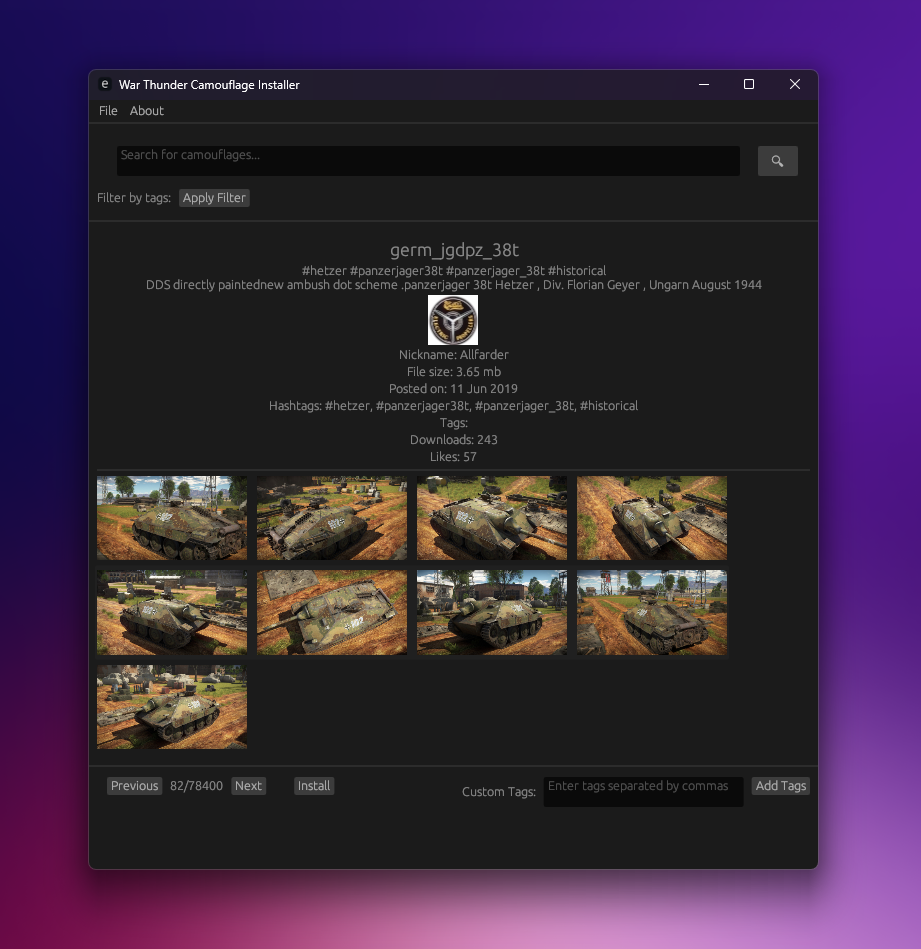 e War Thunder Camouflage Installer
File About
Search for camouflages...
Filter by tags: Apply Filter
germ_jgdpz_38t
#hetzer #panzerjager38t #panzerjager_38t #historical
DDS directly paintednew ambush dot scheme .panzerjager 38t Hetzer , Div. Florian Geyer , Ungarn August 1944
Nickname: Allfarder
File size: 3.65 mb
Posted on: 11 Jun 2019
Hashtags: #hetzer, #panzerjager38t, #panzerjager_38t, #historical
Tags:
Downloads: 243
Likes: 57
Previous 82/78400 Next Install
Custom Tags: Enter tags separated by commas Add Tags